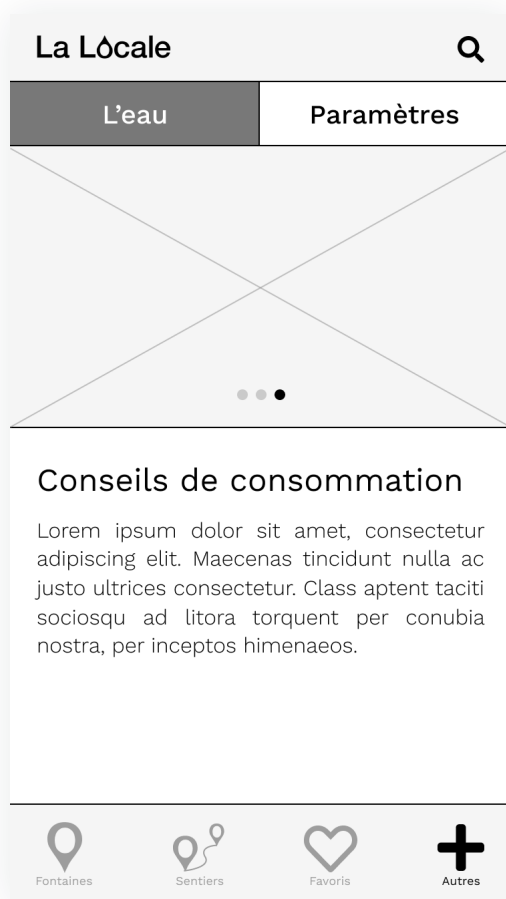 La Locale
L’eau Paramètres
Conseils de consommation
Lorem ipsum dolor sit amet, consectetur
adipiscing elit. Maecenas tincidunt nulla ac
justo ultrices consectetur. Class aptent taciti
sociosqu ad litora torquent per conubia
nostra, per inceptos himenaeos.
Fontaines Sentiers Favoris Autres